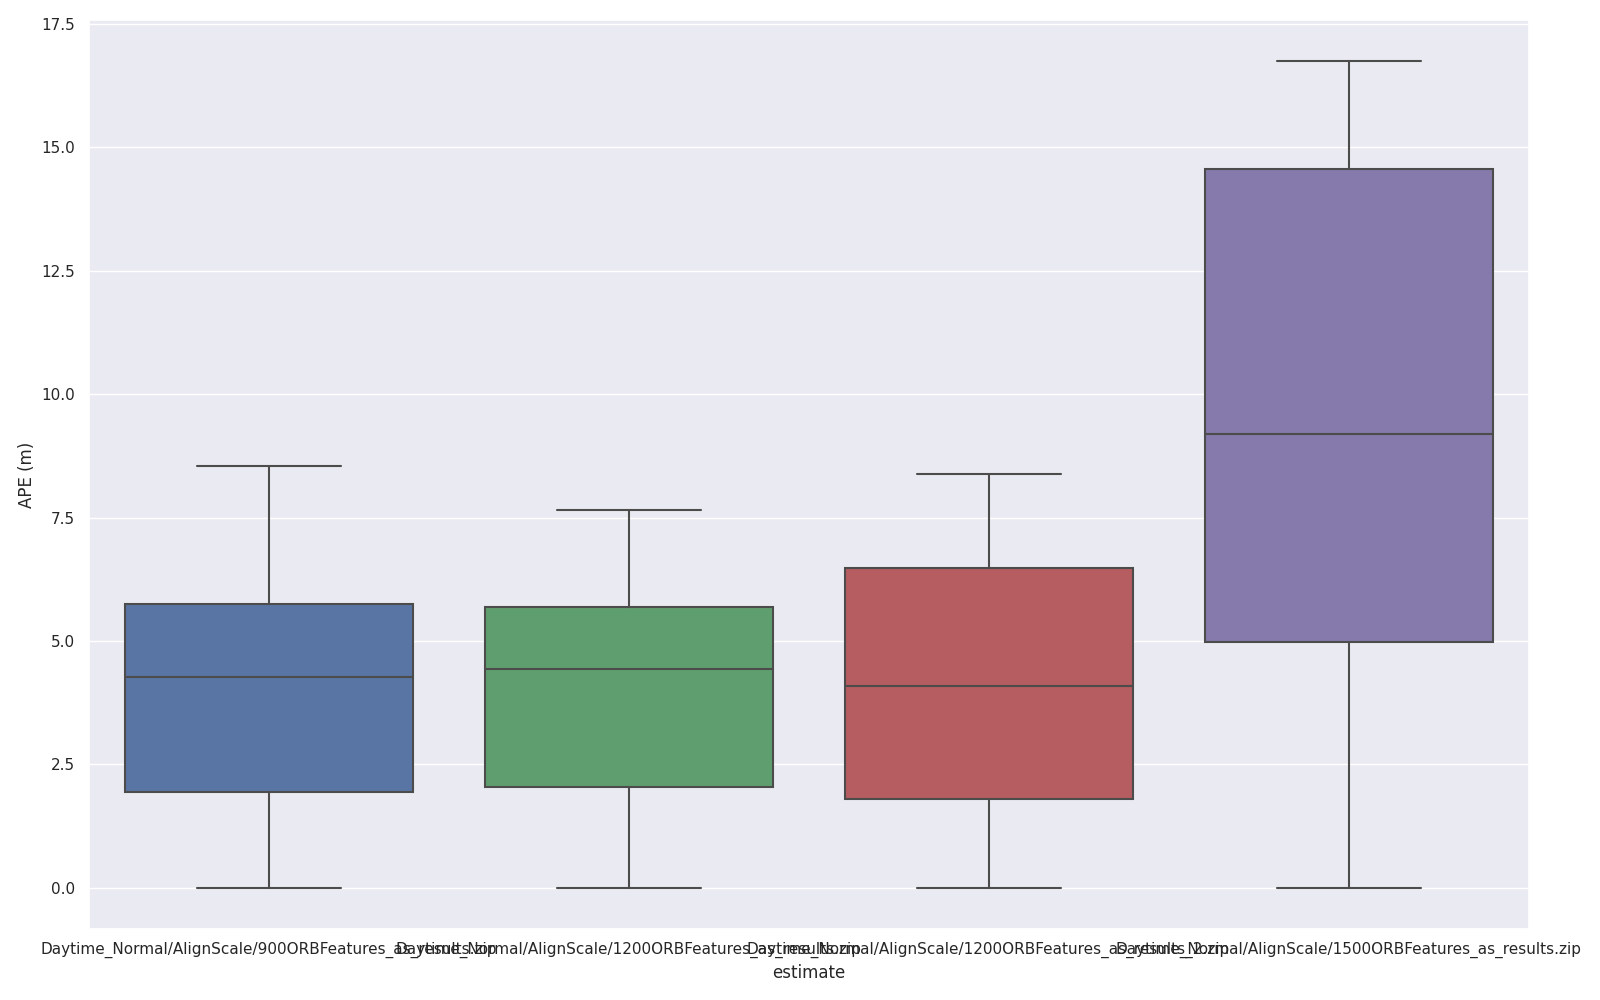 17.5
15.0
12.5
10.0
7.5
5.0
2.5
0.0
APE (m)
Daytime_Normal/AlignScale/900ORBFeatures_as_results.zip
Daytime_Normal/AlignScale/1200ORBFeatures_as_results.zip
Daytime_Normal/AlignScale/1200ORBFeatures_as_results_2.zip
Daytime_Normal/AlignScale/1500ORBFeatures_as_results.zip
estimate